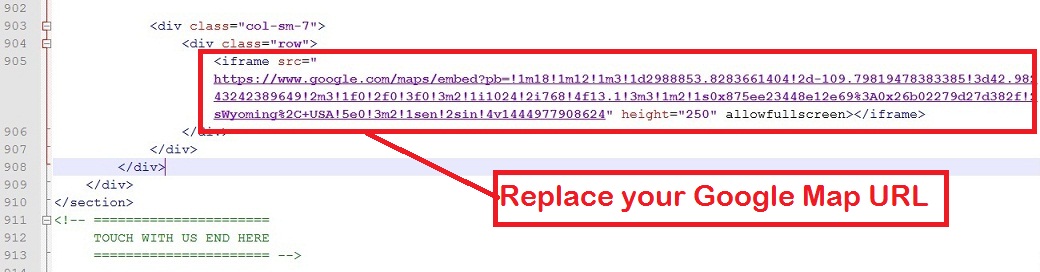 902
903 <div class="col-sm-7">
904 <div class="row">
905 <iframe src="
https://www.google.com/maps/embed?pb=!1m18!1m12!1m3!1d2988853.8283661404!2d-109.79819478383385!3d42.982
43242389649!2m3!1f0!2f0!3f0!3m2!1i1024!2i768!4f13.1!3m3!1m2!1s0x875ee23448e12e69%3A0x26b02279d27d382f!2
sWyoming%2C+USA!5e0!3m2!1sen!2sin!4v1444977908624" height="250" allowfullscreen></iframe>
906 </div>
907 </div>
908 </div>
909 </div>
910 </section>
Replace your Google Map URL
911 <!-- ======================
912 TOUCH WITH US END HERE
913 ====================== -->
914